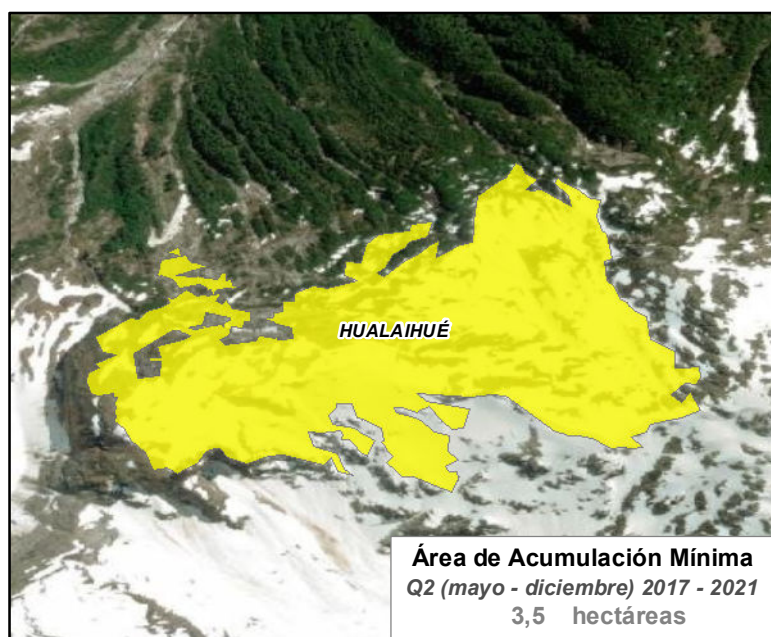 HUALAIHUÉ
Área de Acumulación Mínima
Q2 (mayo - diciembre) 2017 - 2021
3,5 hectáreas